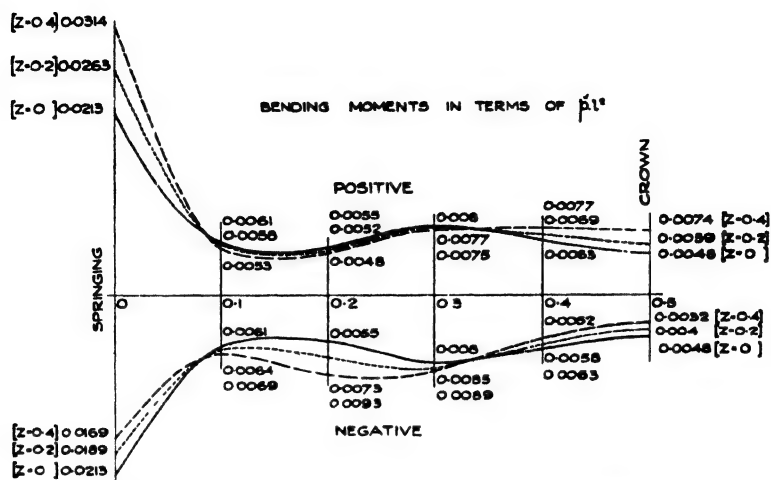 [Z=0·4] 0·0314
[Z=0·2] 0·0263
[Z=0 ] 0·0213
BENDING MOMENTS IN TERMS OF
POSITIVE
CROWN
SPRINGING
0·0061
0·0058
0·0053
0·0055
0·0052
0·0048
0·008
0·0077
0·0075
0·0077
0·0069
0·0063
0·0074 [Z=0·4]
0·0059 [Z=0·2]
0·0048 [Z=0 ]
0
0·1
0·2
0·3
0·4
0·5
0·0061
0·0064
0·0069
0·0065
0·0073
0·0093
0·008
0·0085
0·0089
0·0052
0·0058
0·0063
0·0032 [Z=0·4]
0·004 [Z=0·2]
0·0048 [Z=0 ]
[Z=0·4] 0·0169
[Z=0·2] 0·0189
[Z=0 ] 0·0213
NEGATIVE